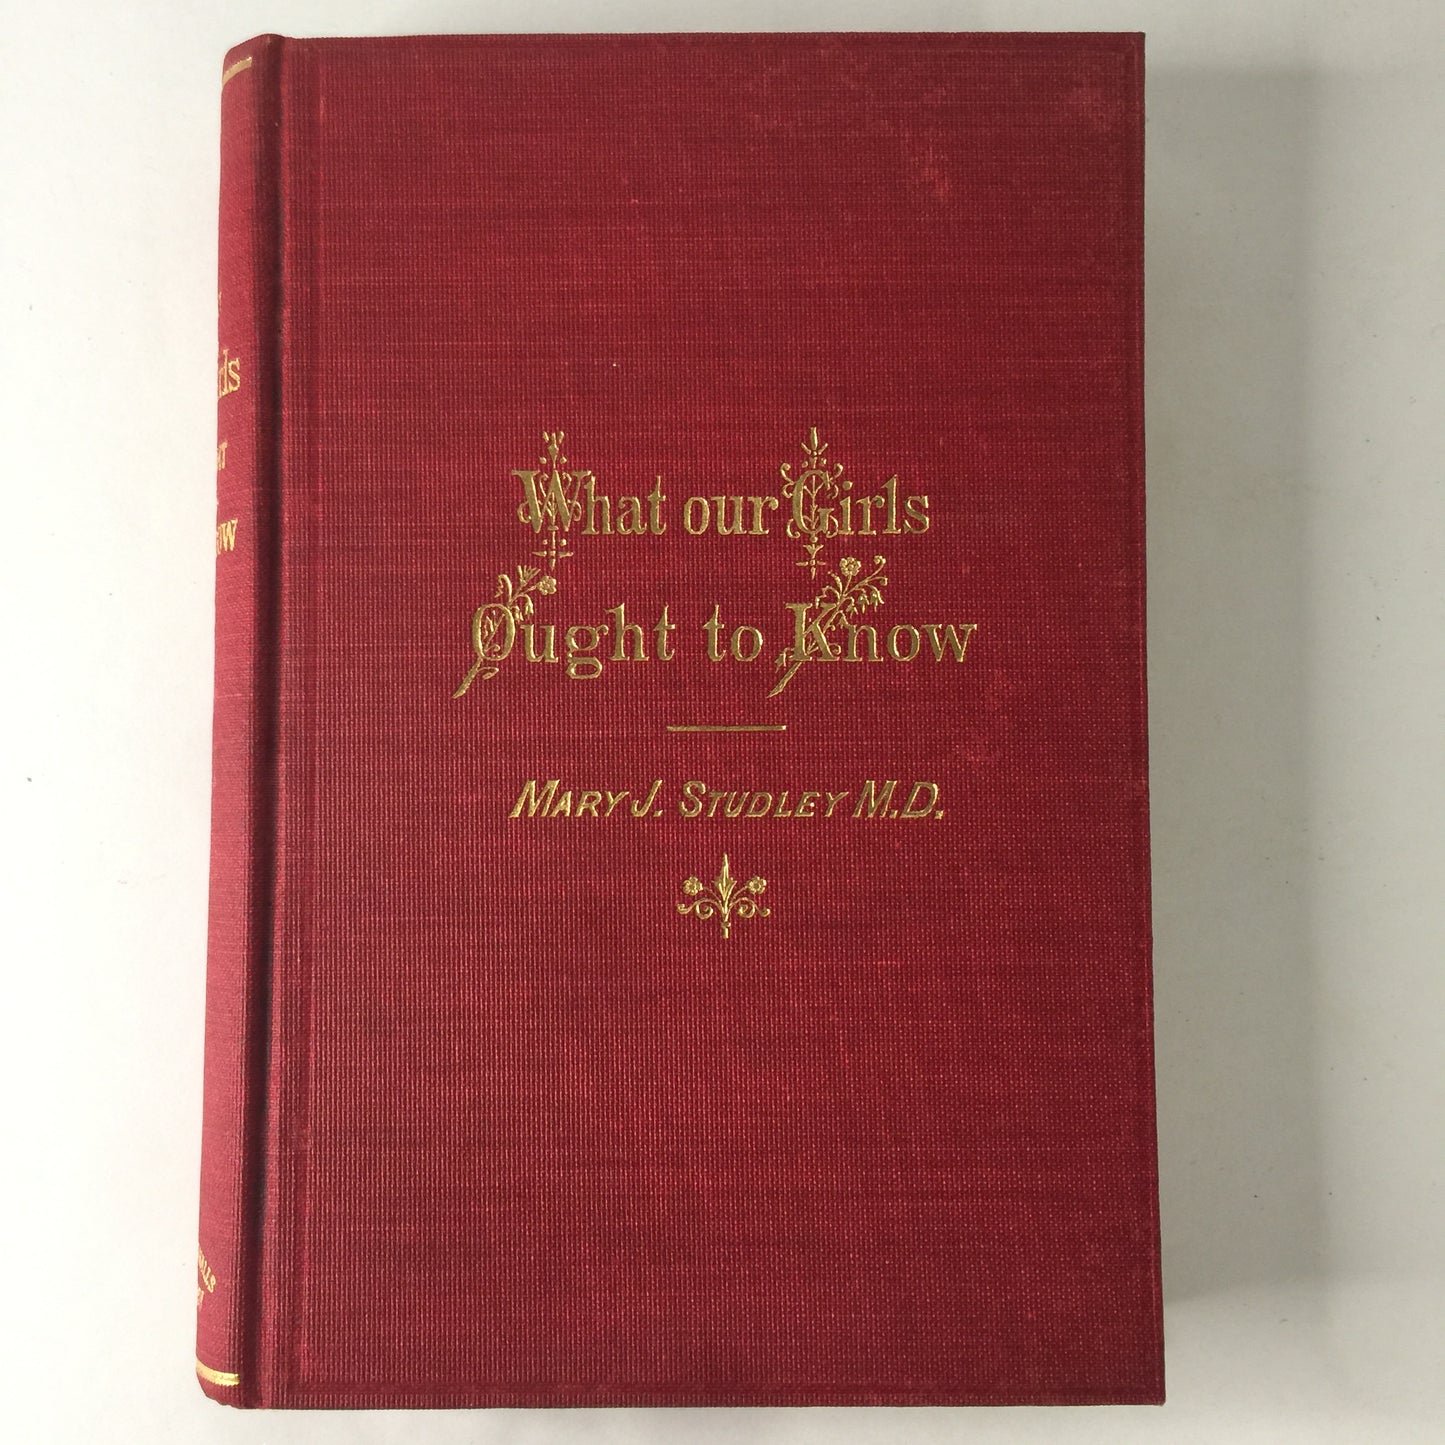 What our Girls
Ought to Know
MARY J. STUDLEY M.D.